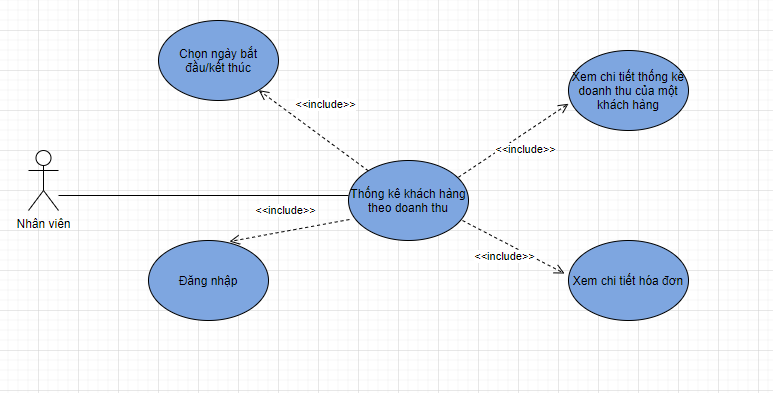 Chọn ngày bắt
đầu/kết thúc
<<include>>
Xem chi tiết thống kê
doanh thu của một
khách hàng
<<include>>
Nhân viên
Thống kê khách hàng
theo doanh thu
<<include>>
Đăng nhập
<<include>>
Xem chi tiết hóa đơn